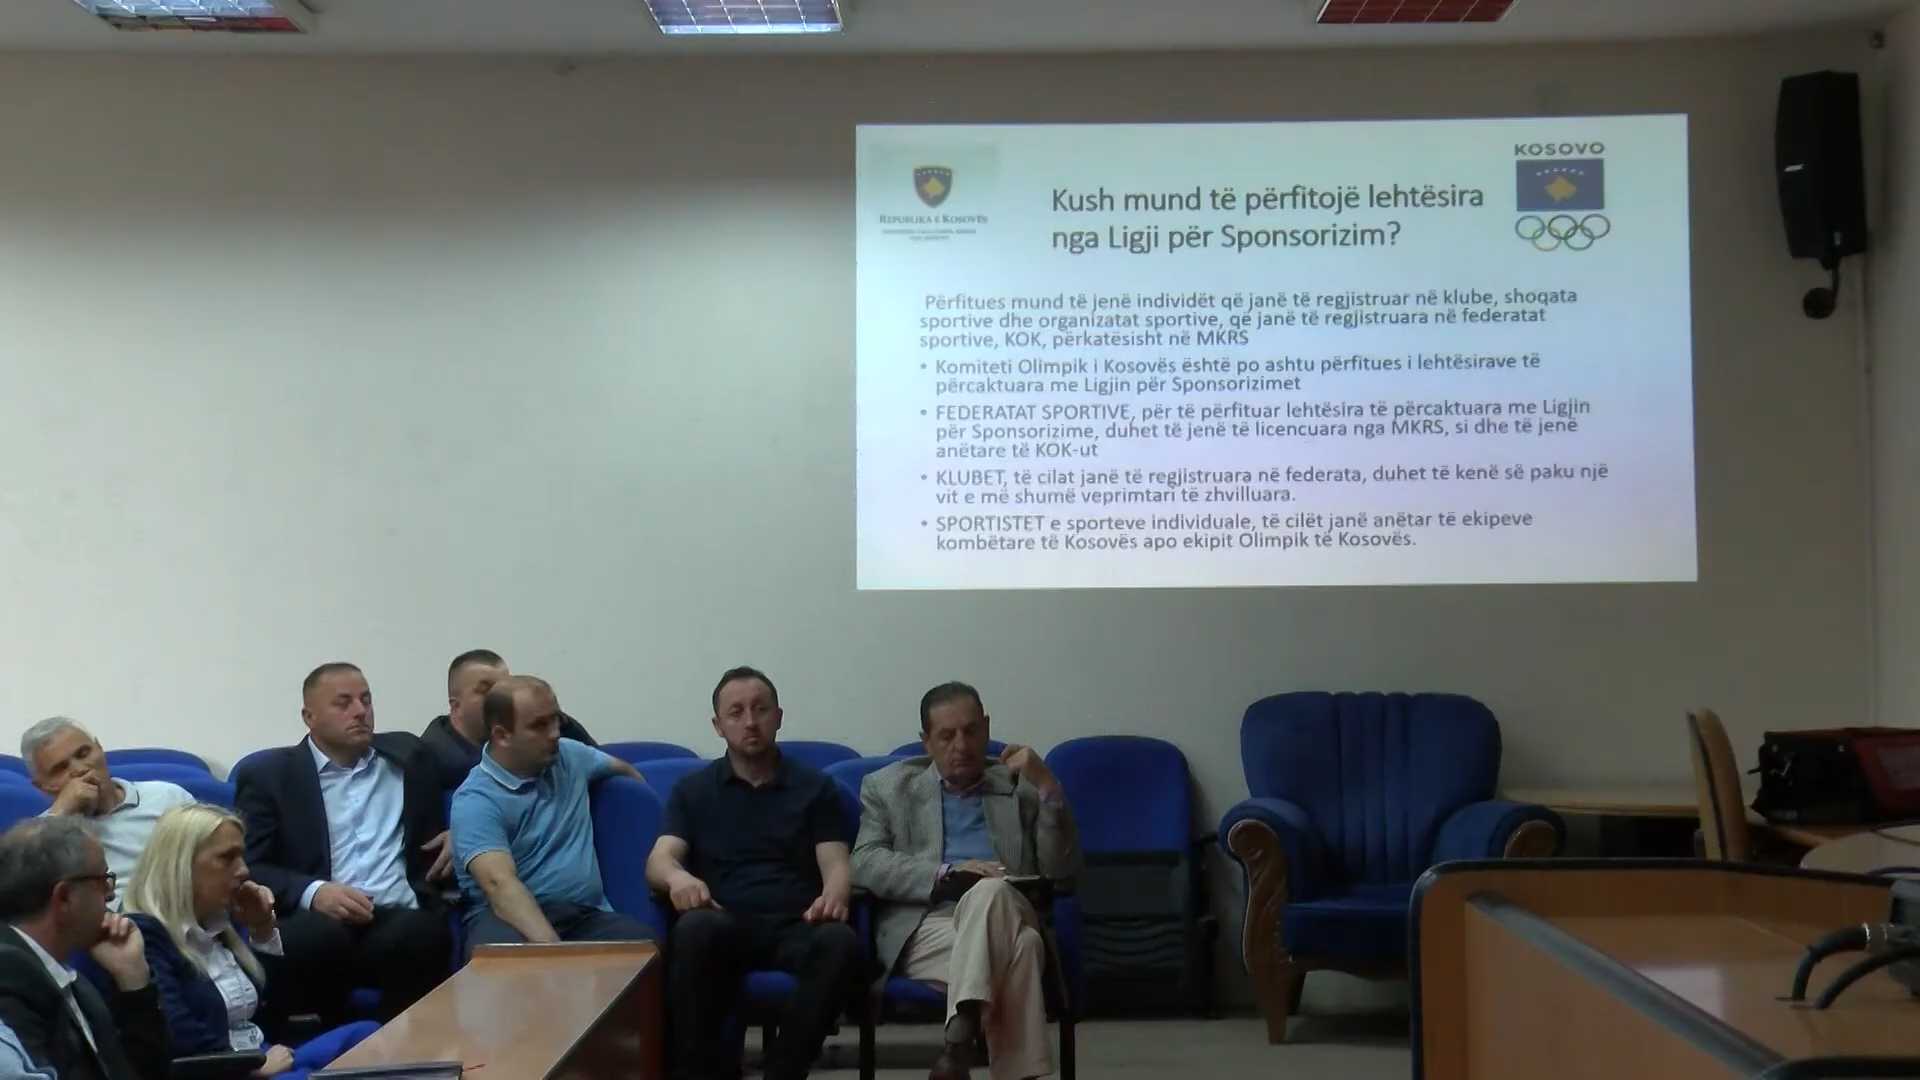 KOSOVO
REPUBLIKA E KOSOVËS
Kush mund të përfitojë lehtësira
nga Ligji për Sponsorizim?
Përfitues mund të jenë individët që janë të regjistruar në klube, shoqata
sportive dhe organizatat sportive, që janë të regjistruara në federatat
sportive, KOK, përkatësisht në MKRS
• Komiteti Olimpik i Kosovës është po ashtu përfitues i lehtësirave të
përcaktuara me Ligjin për Sponsorizimet
• FEDERATAT SPORTIVE, për të përfituar lehtësira të përcaktuara me Ligjin
për Sponsorizime, duhet të jenë të licencuara nga MKRS, si dhe të jenë
anëtare të KOK-ut
• KLUBET, të cilat janë të regjistruara në federata, duhet të kenë së paku një
vit e më shumë veprimtari të zhvilluara.
• SPORTISTET e sporteve individuale, të cilët janë anëtar të ekipeve
kombëtare të Kosovës apo ekipit Olimpik të Kosovës.